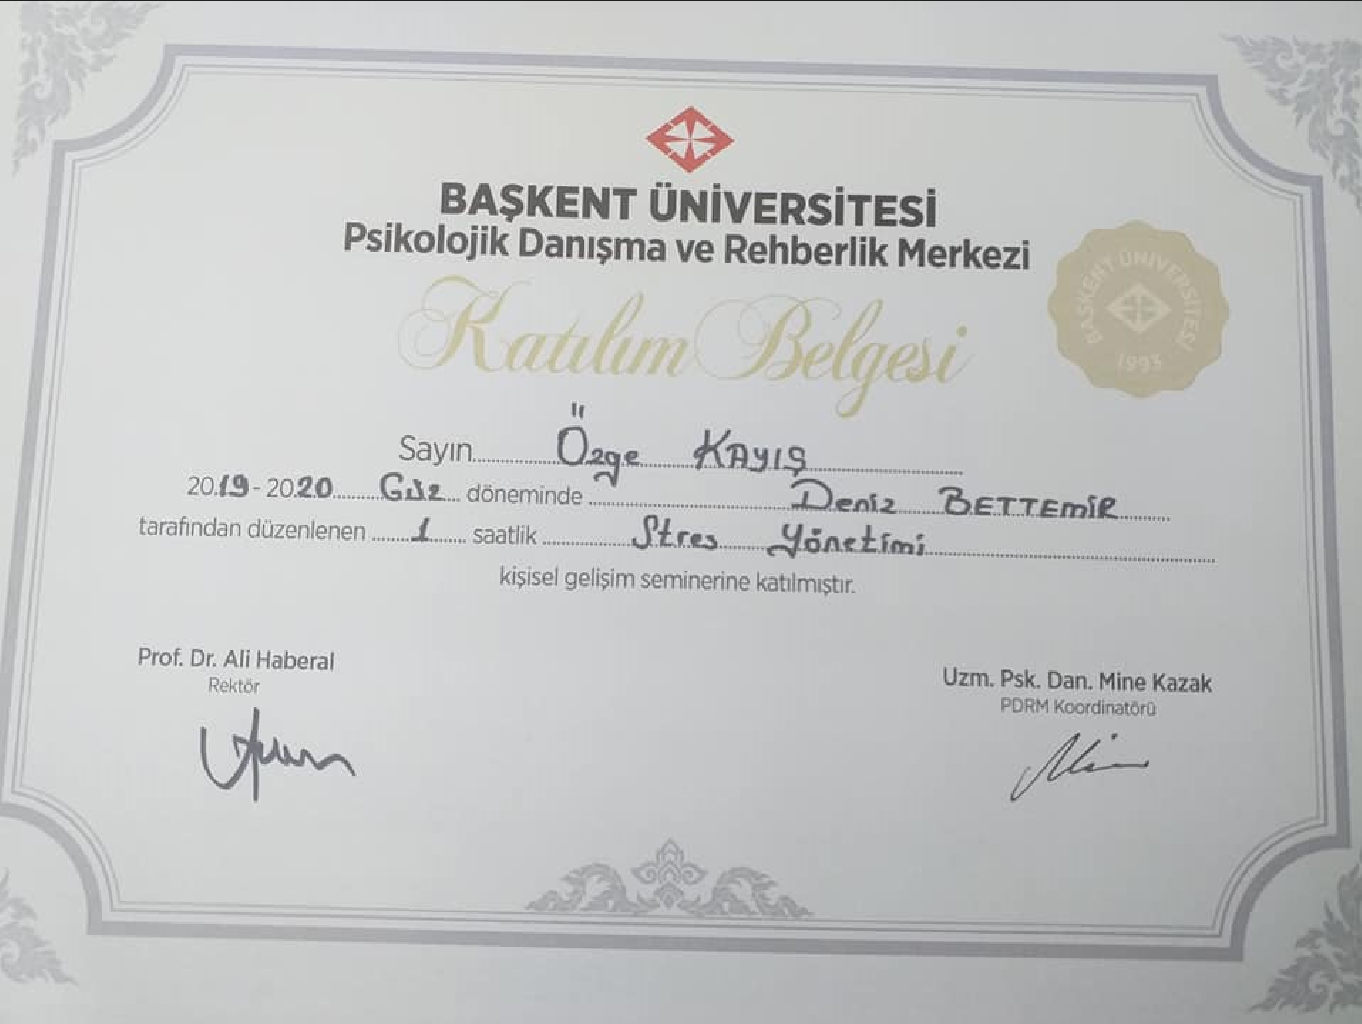 BAŞKENT ÜNİVERSİTESİ
Psikolojik Danışma ve Rehberlik Merkezi
Katılım Belgesi
BAŞKENT ÜNİVERSİTESİ
1993
Sayın Özge KAYIŞ
2019-2020 Güz döneminde Deniz BETTEMİR
tarafından düzenlenen 1 saatlik Stres Yönetimi
kişisel gelişim seminerine katılmıştır.
Prof. Dr. Ali Haberal
Rektör
Uzm. Psk. Dan. Mine Kazak
PDRM Koordinatörü